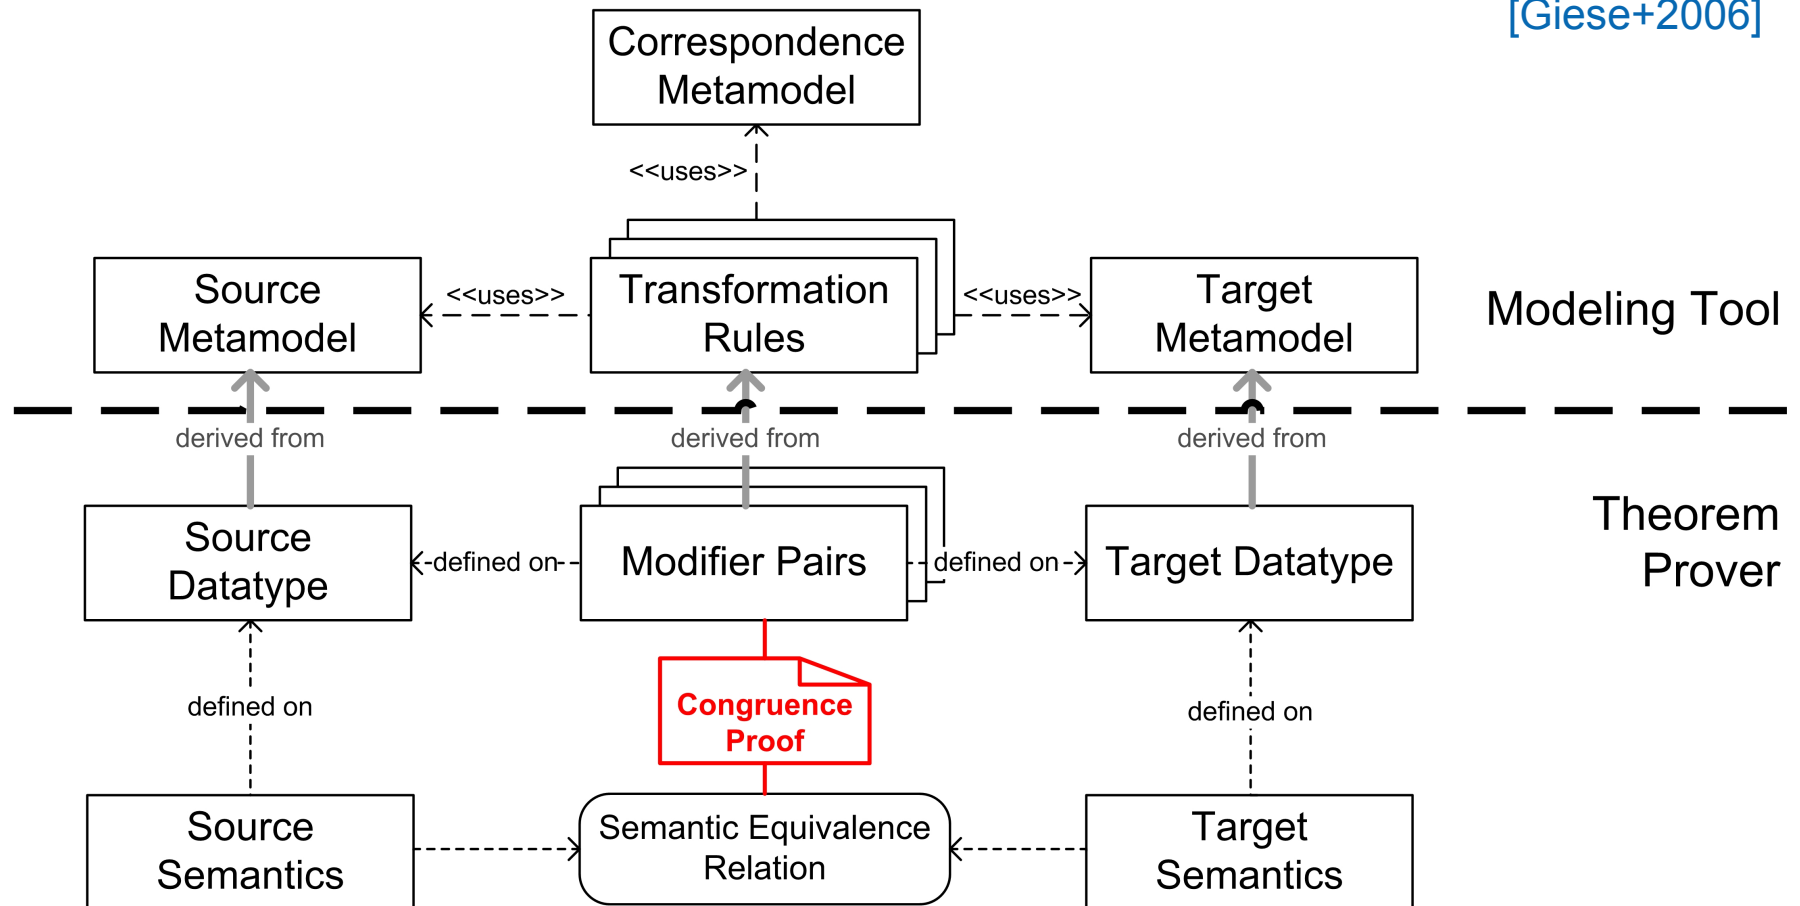 [Giese+2006]
Correspondence
Metamodel
<<uses>>
Source
Metamodel
<<uses>>
Transformation
Rules
<<uses>>
Target
Metamodel
Modeling Tool
derived from
derived from
derived from
Theorem
Prover
Source
Datatype
defined on
Modifier Pairs
defined on
Target Datatype
defined on
Congruence
Proof
defined on
Source
Semantics
Semantic Equivalence
Relation
Target
Semantics